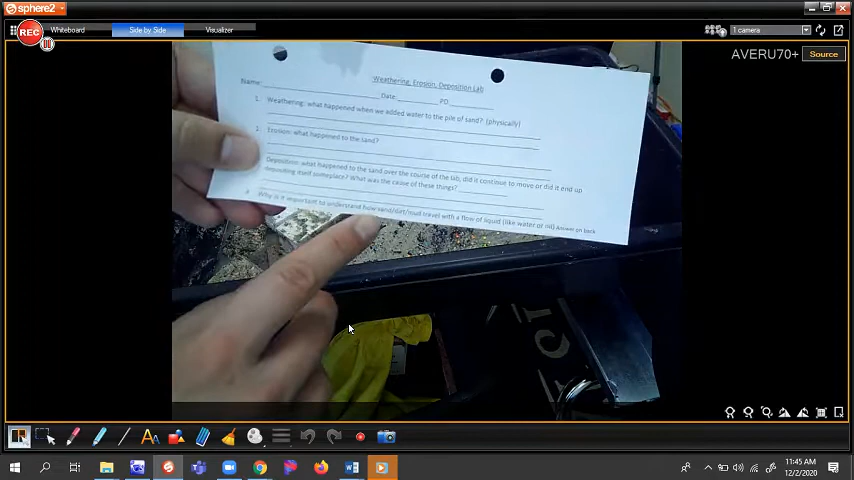 sphere2
REC
Whiteboard
Side by Side
Visualizer
1 camera
AVERU70+
Source
Weathering, Erosion, Deposition Lab
Name: Date: PD:
1. Weathering: what happened when we added water to the pile of sand? (physically)
2. Erosion: what happened to the sand?
Deposition: what happened to the sand over the course of the lab, did it continue to move or did it end up
depositing itself someplace? What was the cause of these things?
Why is it important to understand how sand/dirt/mud travel with a flow of liquid (like water or oil) Answer on back
11:45 AM
12/2/2020